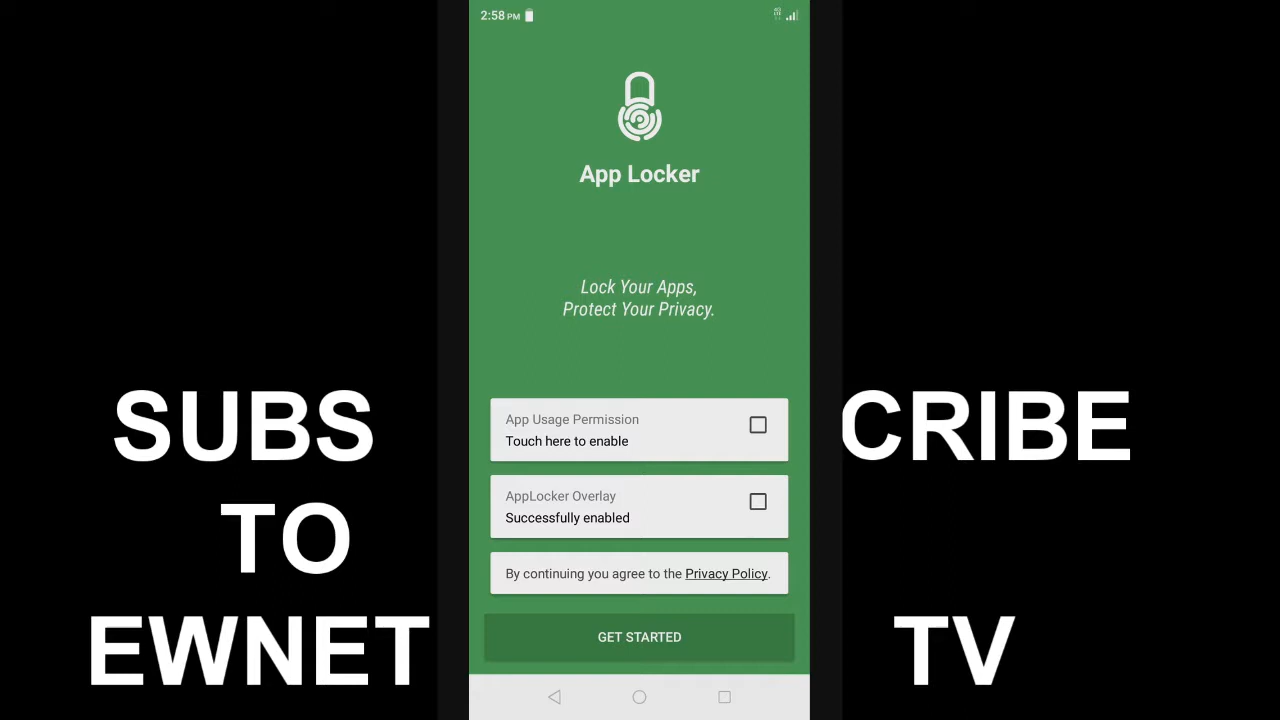 2:58 PM
App Locker
Lock Your Apps,
Protect Your Privacy.
App Usage Permission
Touch here to enable
AppLocker Overlay
Successfully enabled
By continuing you agree to the Privacy Policy.
GET STARTED
SUBS CRIBE
TO
EWNET TV